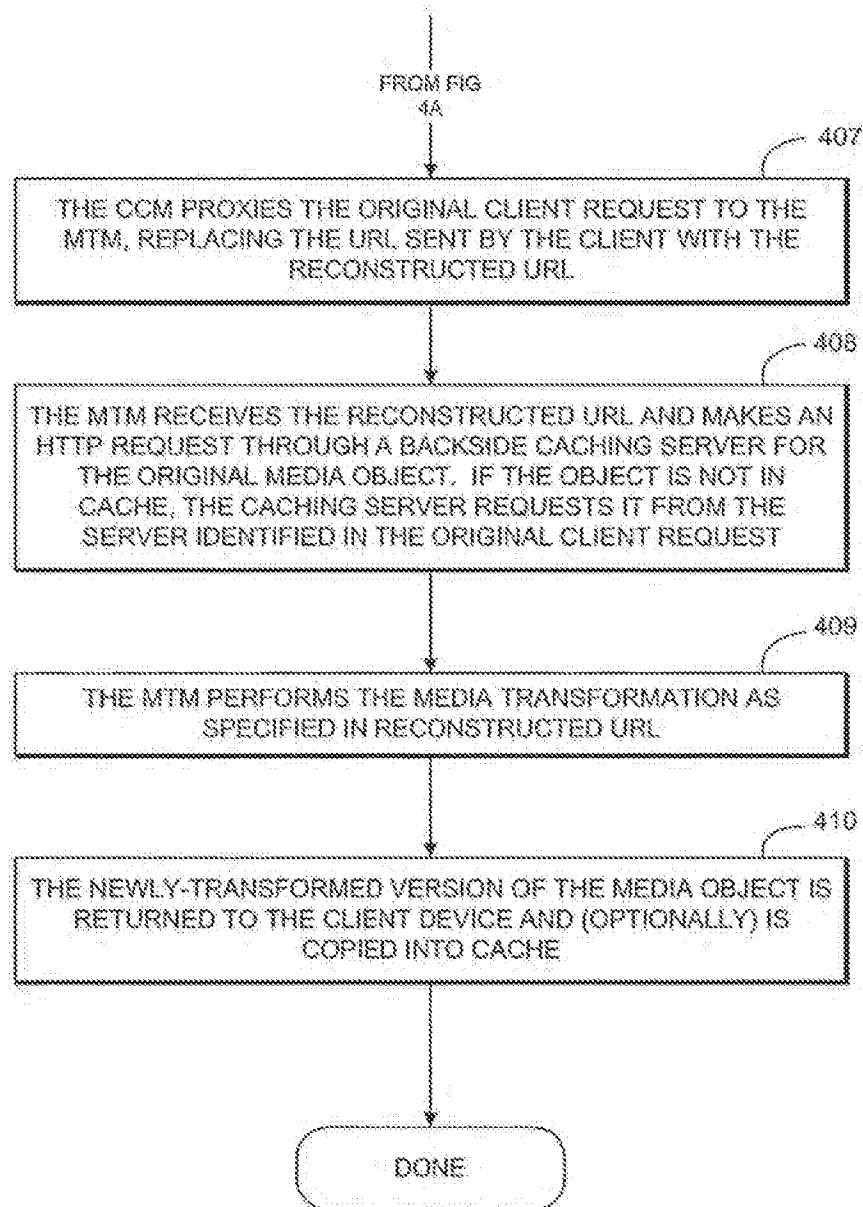 FROM FIG
4A
407
THE CCM PROXIES THE ORIGINAL CLIENT REQUEST TO THE
MTM, REPLACING THE URL SENT BY THE CLIENT WITH THE
RECONSTRUCTED URL
408
THE MTM RECEIVES THE RECONSTRUCTED URL AND MAKES AN
HTTP REQUEST THROUGH A BACKSIDE CACHING SERVER FOR
THE ORIGINAL MEDIA OBJECT. IF THE OBJECT IS NOT IN
CACHE, THE CACHING SERVER REQUESTS IT FROM THE
SERVER IDENTIFIED IN THE ORIGINAL CLIENT REQUEST
409
THE MTM PERFORMS THE MEDIA TRANSFORMATION AS
SPECIFIED IN RECONSTRUCTED URL
410
THE NEWLY-TRANSFORMED VERSION OF THE MEDIA OBJECT IS
RETURNED TO THE CLIENT DEVICE AND (OPTIONALLY) IS
COPIED INTO CACHE
DONE